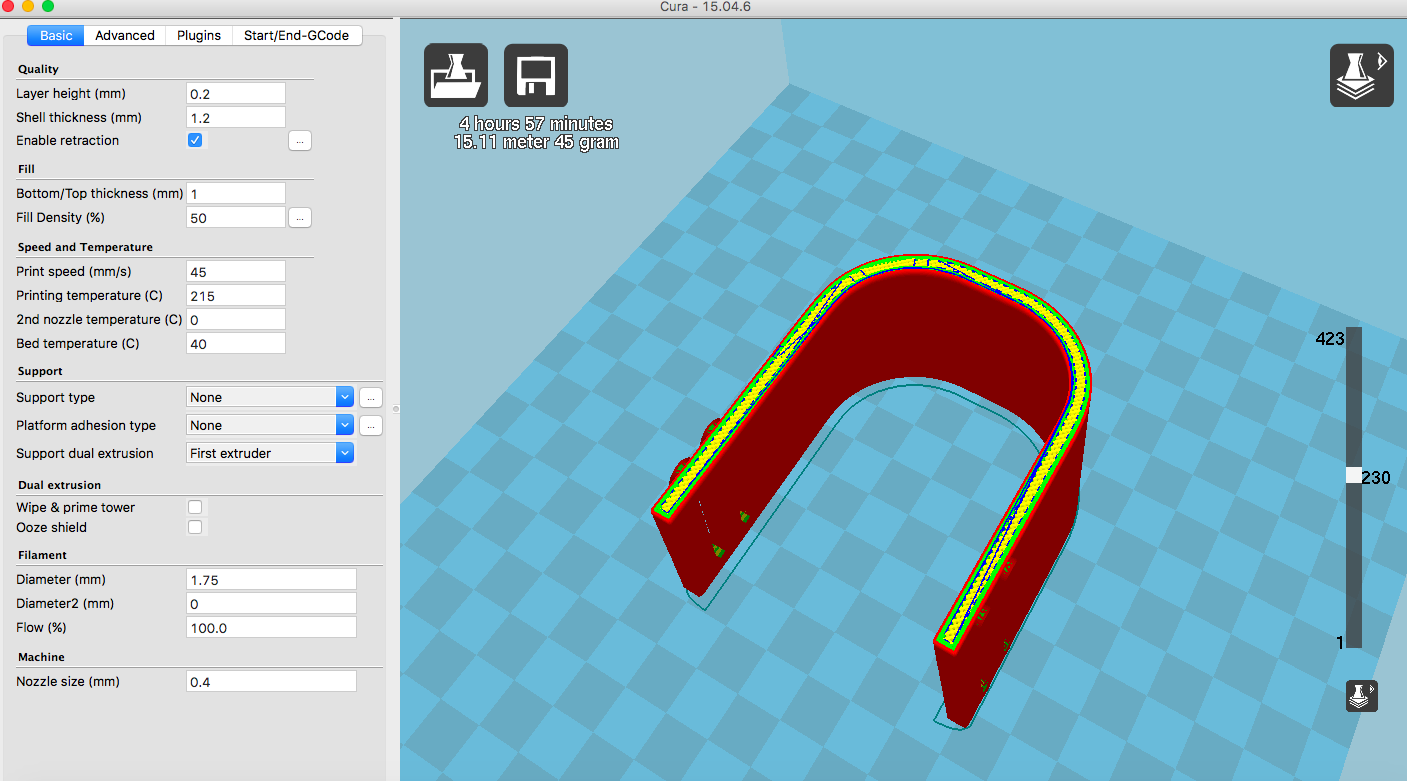 Cura - 15.04.6
Basic Advanced Plugins Start/End-GCode
Quality
Layer height (mm) 0.2
Shell thickness (mm) 1.2
Enable retraction ...
Fill
Bottom/Top thickness (mm) 1
Fill Density (%) 50 ...
Speed and Temperature
Print speed (mm/s) 45
Printing temperature (C) 215
2nd nozzle temperature (C) 0
Bed temperature (C) 40
Support
Support type None ...
Platform adhesion type None ...
Support dual extrusion First extruder
Dual extrusion
Wipe & prime tower
Ooze shield
Filament
Diameter (mm) 1.75
Diameter2 (mm) 0
Flow (%) 100.0
Machine
Nozzle size (mm) 0.4
4 hours 57 minutes
15.11 meter 45 gram
423
230
1